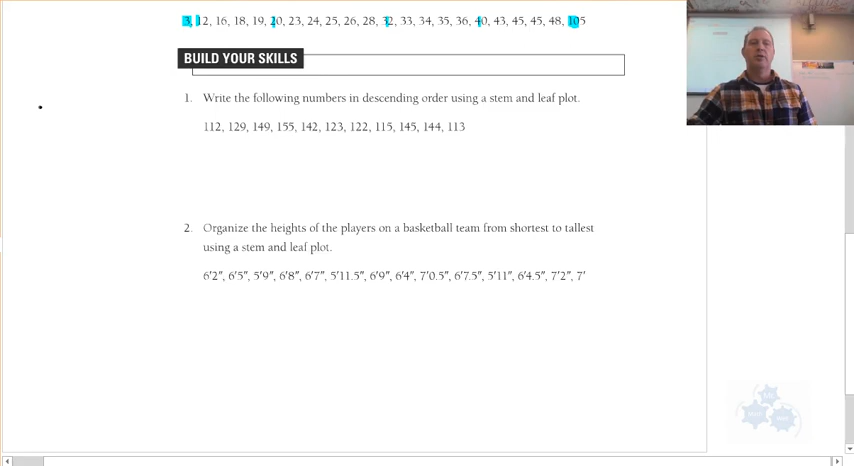 3, 12, 16, 18, 19, 20, 23, 24, 25, 26, 28, 32, 33, 34, 35, 36, 40, 43, 45, 45, 48, 105
BUILD YOUR SKILLS
1. Write the following numbers in descending order using a stem and leaf plot.
112, 129, 149, 155, 142, 123, 122, 115, 145, 144, 113
2. Organize the heights of the players on a basketball team from shortest to tallest
using a stem and leaf plot.
6′2″, 6′5″, 5′9″, 6′8″, 6′7″, 5′11.5″, 6′9″, 6′4″, 7′0.5″, 6′7.5″, 5′11″, 6′4.5″, 7′2″, 7′